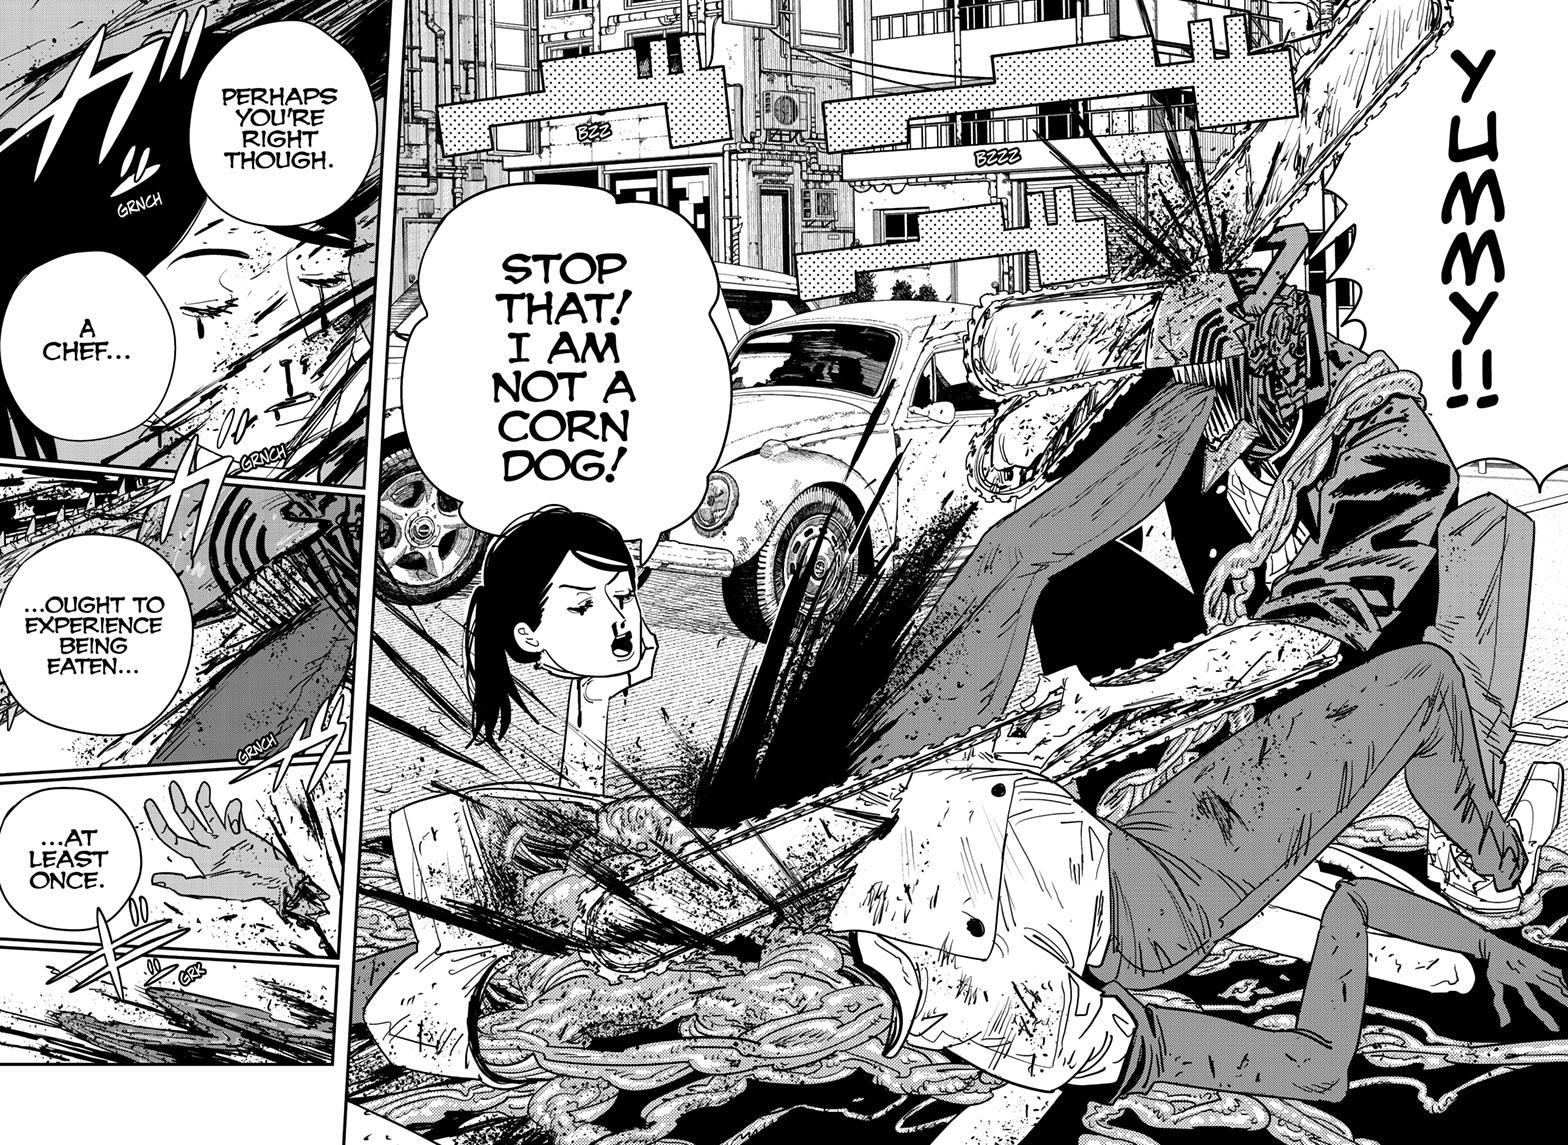 YUMMY!!
BZZZ
BZZ
STOP
THAT!
I AM
NOT A
CORN
DOG!
PERHAPS
YOU'RE
RIGHT
THOUGH.
GRNCH
A
CHEF...
GRNCH
...OUGHT TO
EXPERIENCE
BEING
EATEN...
GRNCH
...AT
LEAST
ONCE.
GRK